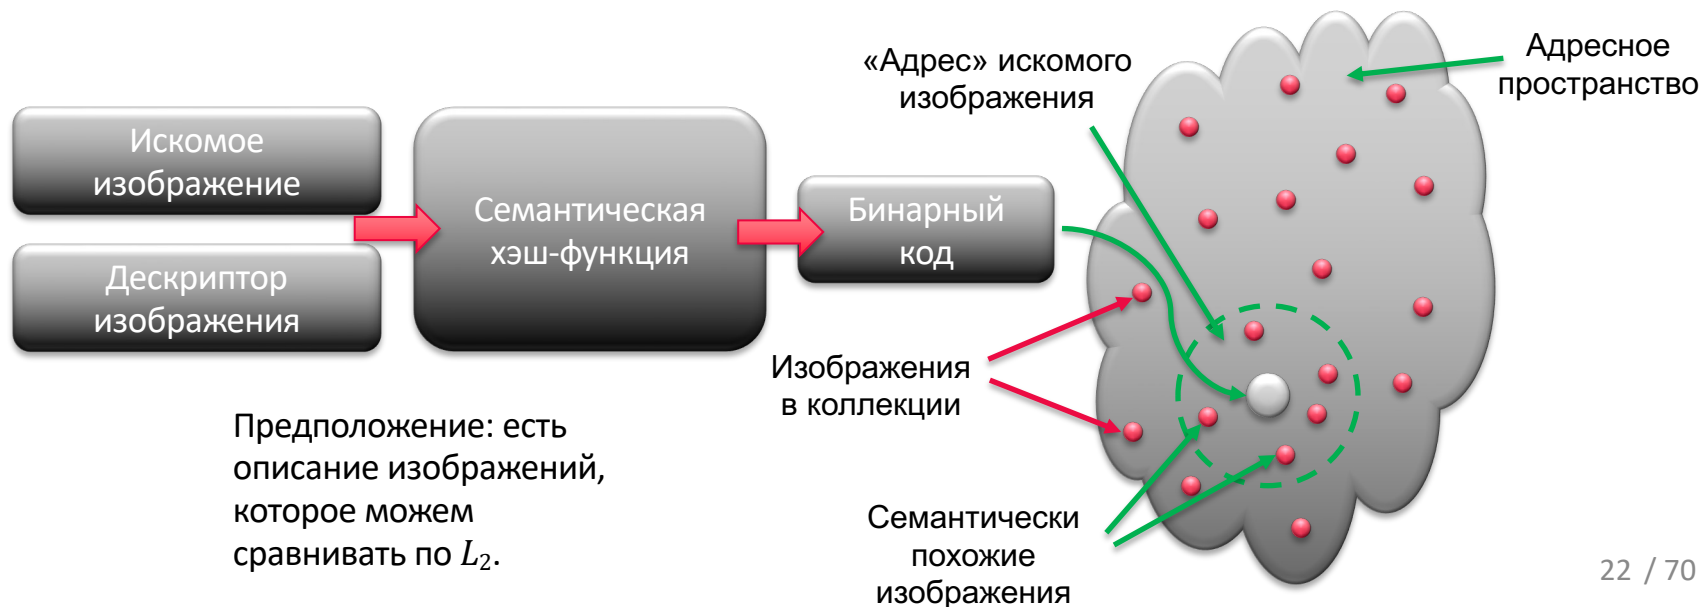 Искомое
изображение
Дескриптор
изображения
Семантическая
хэш-функция
Бинарный
код
«Адрес» искомого
изображения
Адресное
пространство
Изображения
в коллекции
Семантически
похожие
изображения
Предположение: есть
описание изображений,
которое можем
сравнивать по L₂.
22 / 70